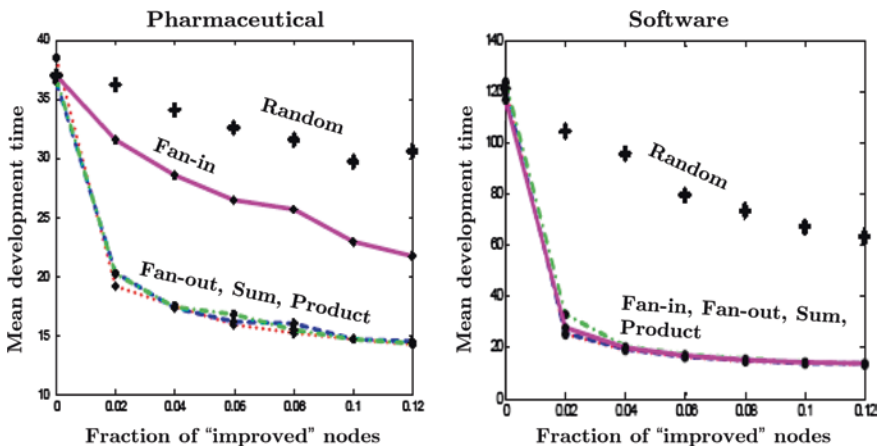 Pharmaceutical
Mean development time
40
35
30
25
20
15
10
Random
Fan-in
Fan-out, Sum, Product
0 0.02 0.04 0.06 0.08 0.1 0.12
Fraction of “improved” nodes
Software
Mean development time
140
120
100
80
60
40
20
0
Random
Fan-in, Fan-out, Sum,
Product
0 0.02 0.04 0.06 0.08 0.1 0.12
Fraction of “improved” nodes